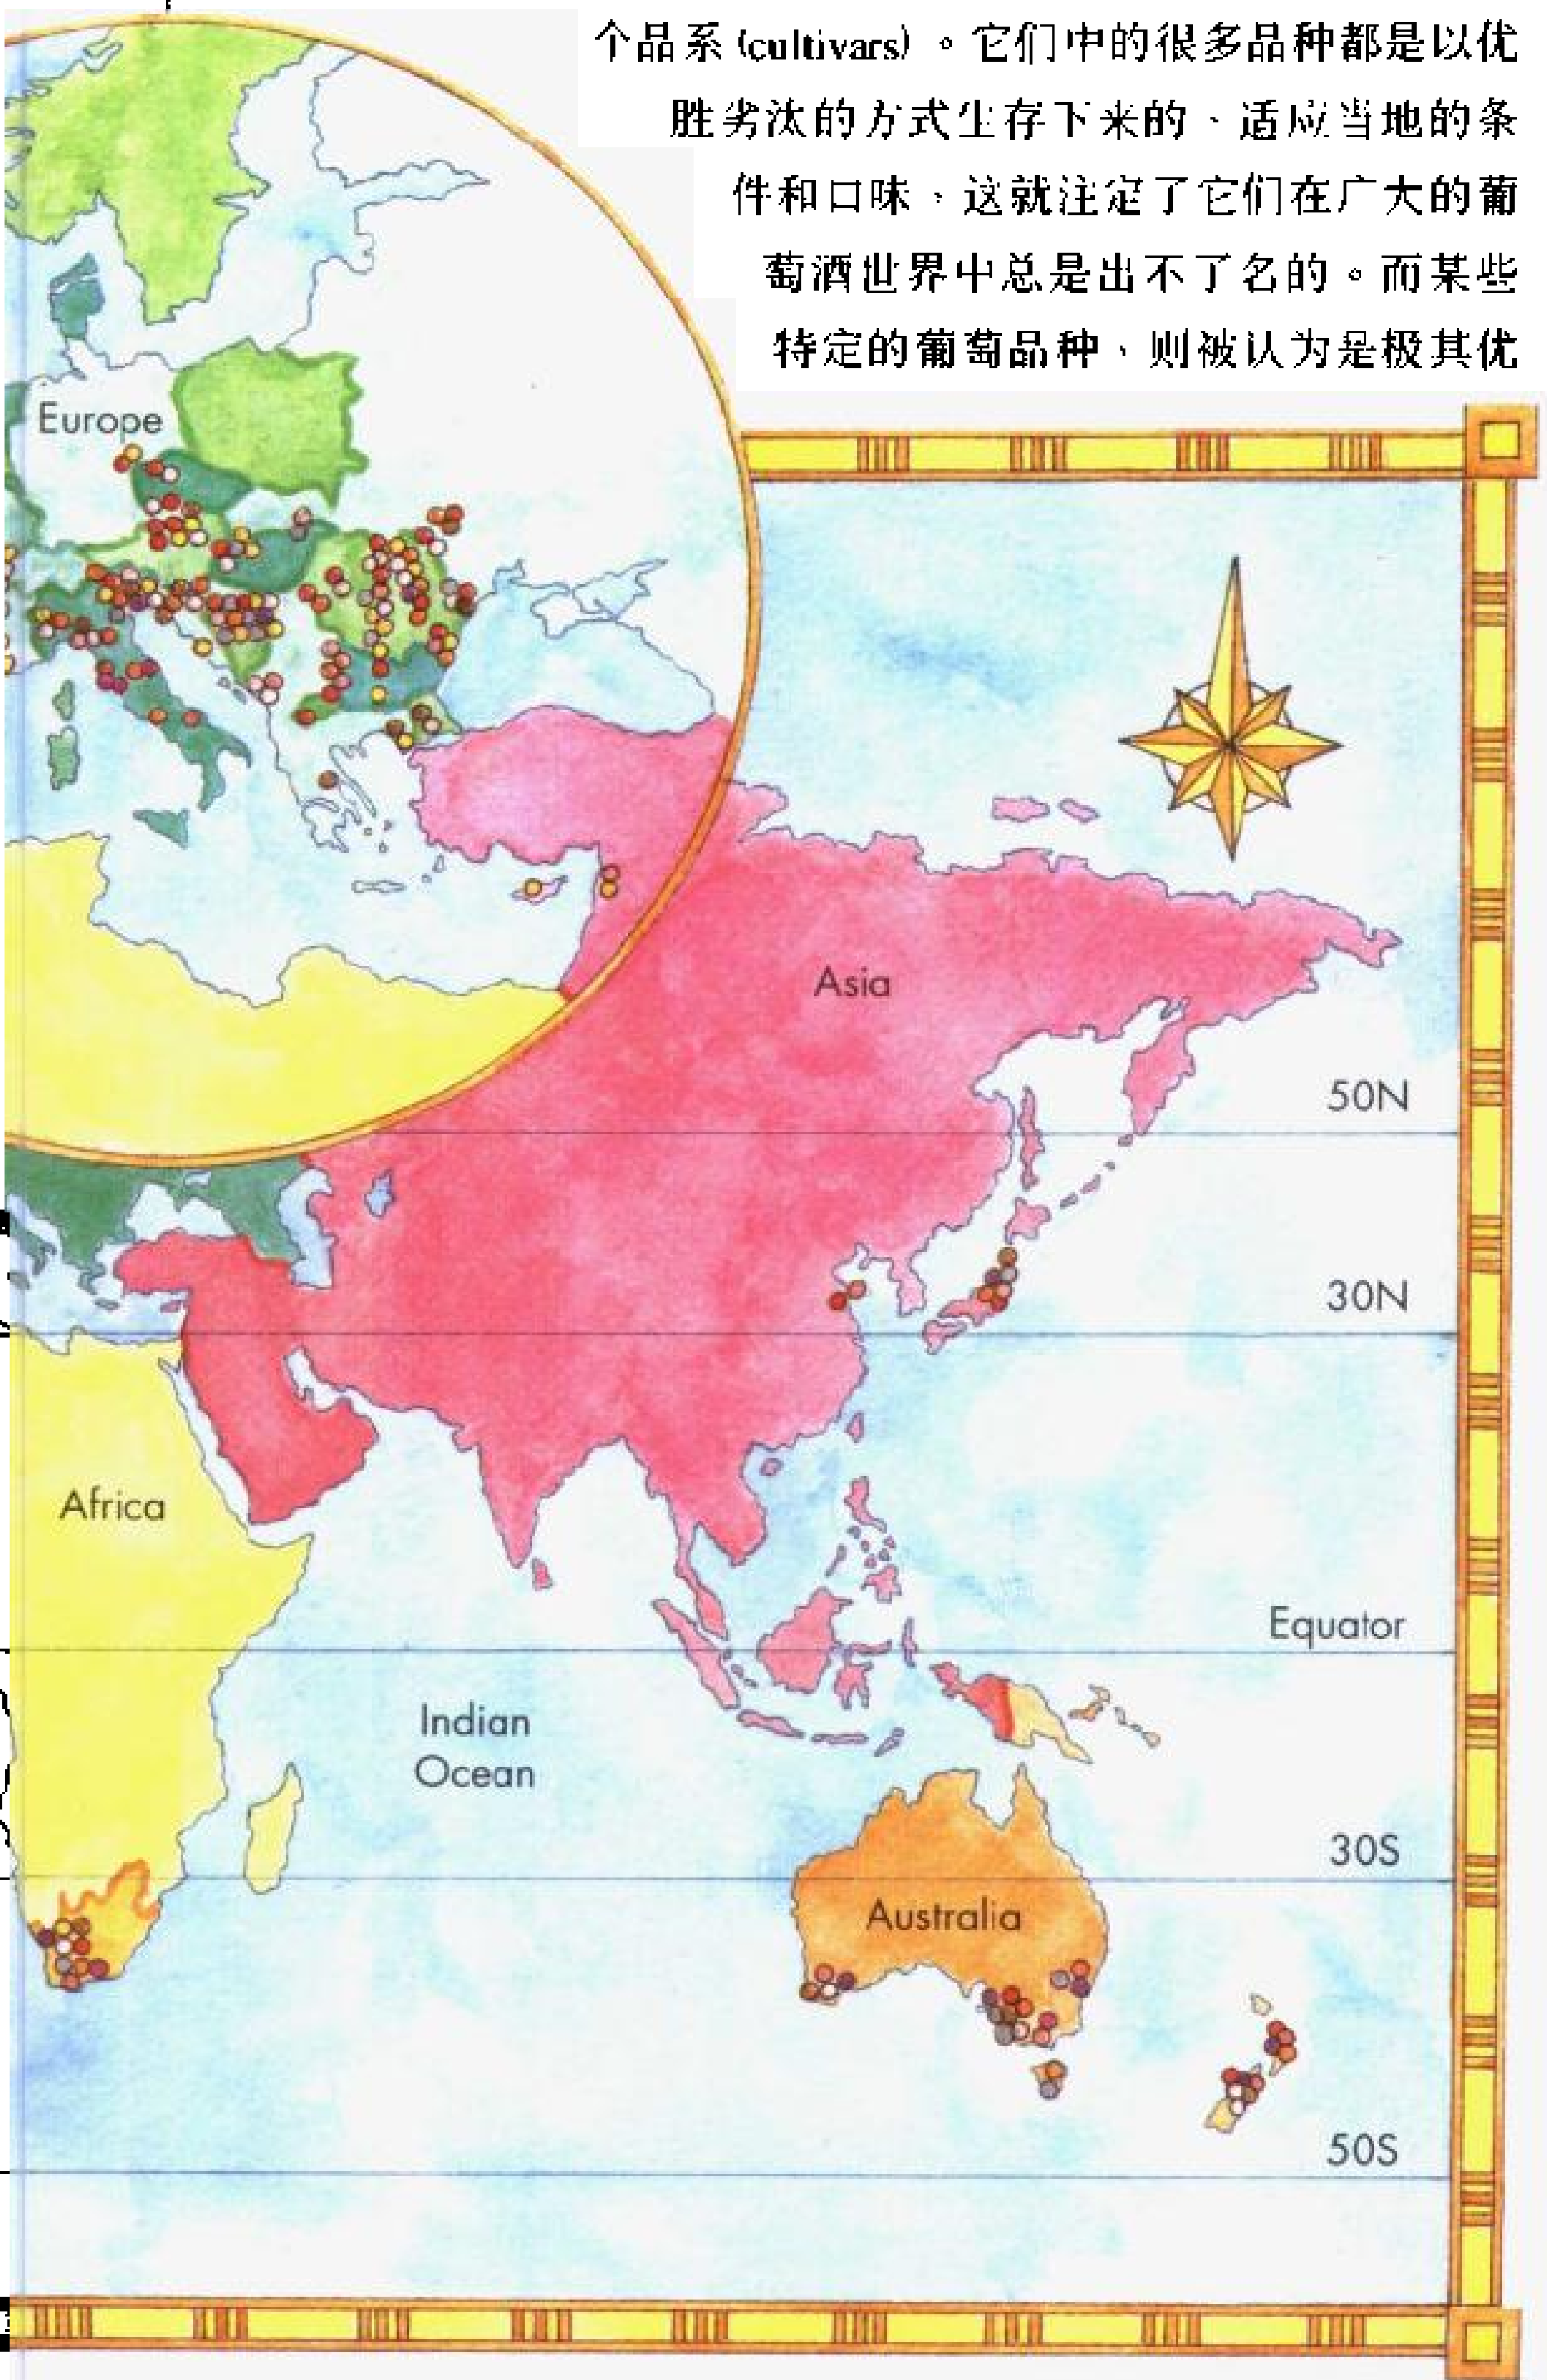 个品系(cultivars)。它们中的很多品种都是以优
胜劣汰的方式生存下来的、适应当地的条
件和口味，这就注定了它们在广大的葡
萄酒世界中总是出不了名的。而某些
特定的葡萄品种、则被认为是极其优
Europe
Asia
50N
30N
Africa
Equator
Indian
Ocean
30S
Australia
50S